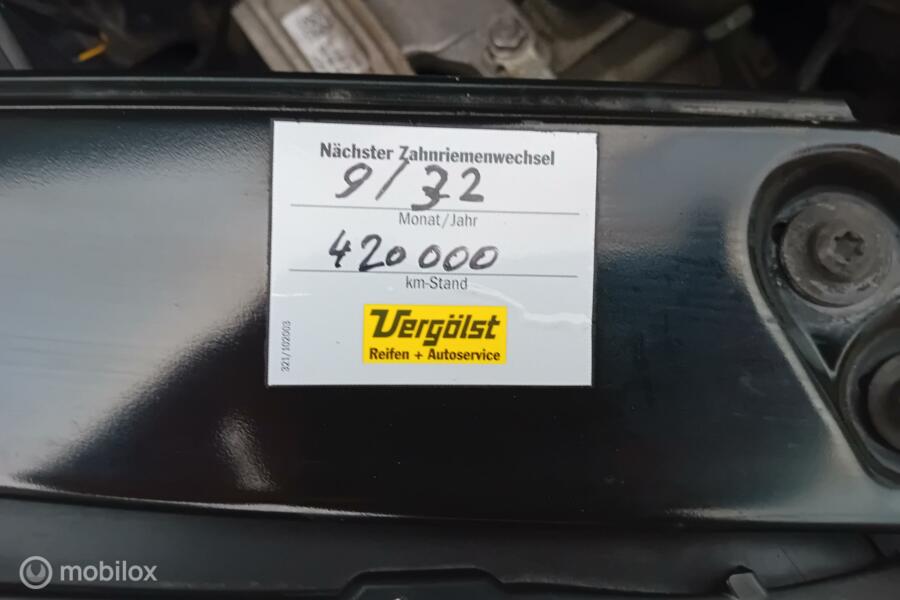 Nächster Zahnriemenwechsel
9/32
Monat/Jahr
420 000
km-Stand
Vergölst
Reifen + Autoservice
321/102003
mobilox